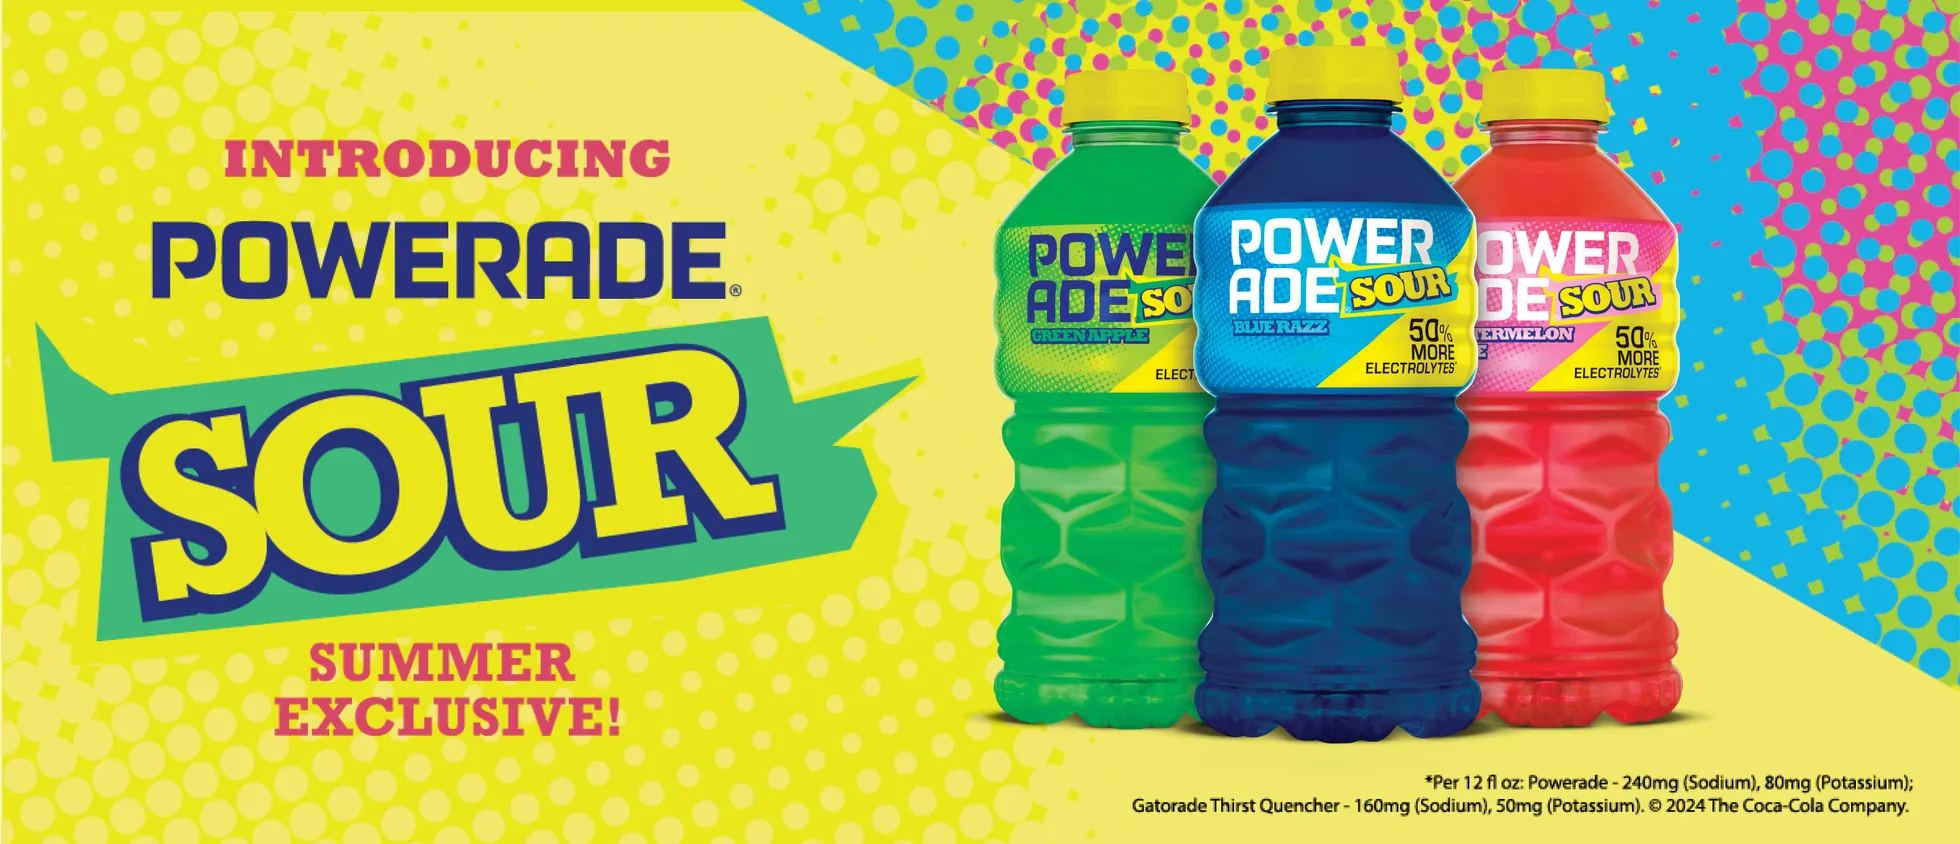 INTRODUCING
POWERADE®
SOUR
SUMMER
EXCLUSIVE!
POWE
ADE SO
GREEN APPLE
ELECT
POWER
ADE SOUR
BLUE RAZZ
50%
MORE
ELECTROLYTES*
OWER
DE SOUR
TERMELON
E
50%
MORE
ELECTROLYTES*
*Per 12 fl oz: Powerade - 240mg (Sodium), 80mg (Potassium);
Gatorade Thirst Quencher - 160mg (Sodium), 50mg (Potassium). © 2024 The Coca-Cola Company.